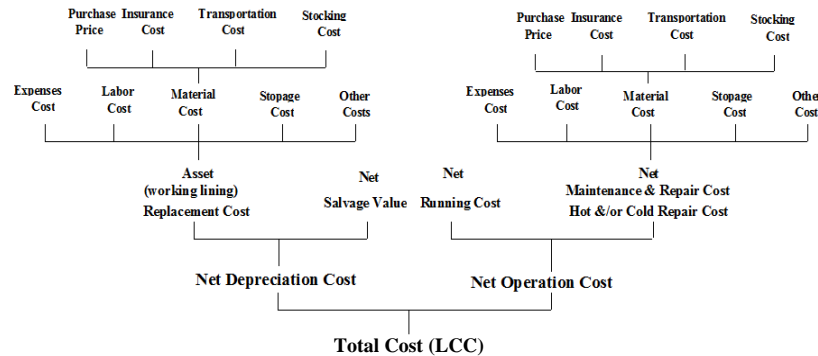 Purchase Price
Insurance Cost
Transportation Cost
Stocking Cost
Purchase Price
Insurance Cost
Transportation Cost
Stocking Cost
Expenses Cost
Labor Cost
Material Cost
Stopage Cost
Other Costs
Expenses Cost
Labor Cost
Material Cost
Stopage Cost
Other Cost
Asset
(working lining)
Replacement Cost
Net
Salvage Value
Net
Running Cost
Net
Maintenance & Repair Cost
Hot &/or Cold Repair Cost
Net Depreciation Cost
Net Operation Cost
Total Cost (LCC)